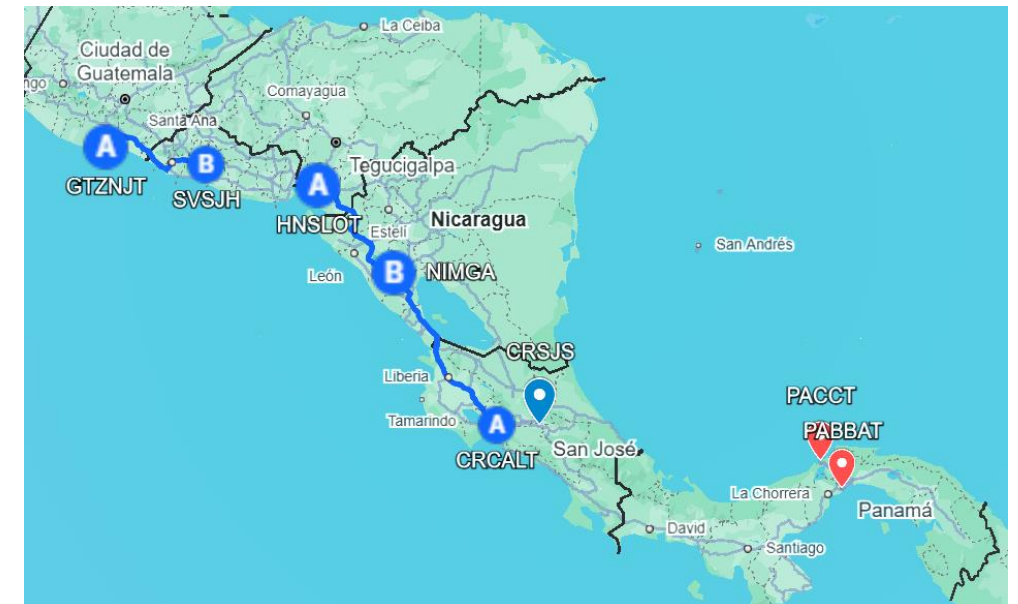 La Ceiba
Ciudad de
Guatemala
ngo
Comayagua
Santa Ana
A
B
Tegucigalpa
GTZNJT
SVSJH
A
HNSLOT
Estelí
Nicaragua
San Andrés
León
B
NIMGA
CRSJS
Liberia
PACCT
Tamarindo
A
San José
PABBAT
CRCALT
La Chorrera
Panamá
David
Santiago